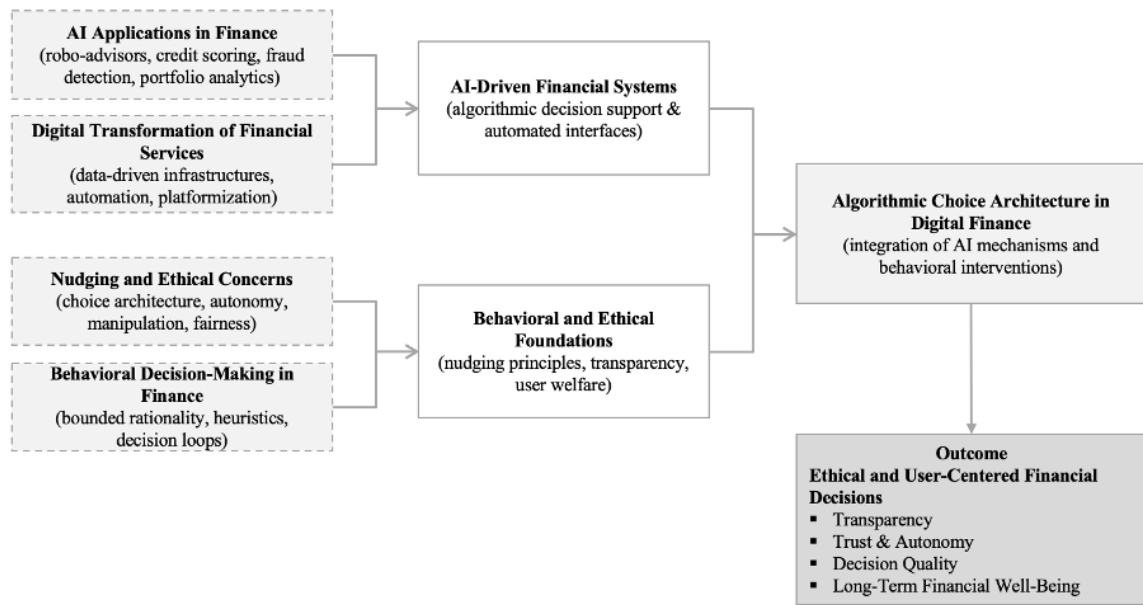 AI Applications in Finance
(robo-advisors, credit scoring, fraud
detection, portfolio analytics)
Digital Transformation of Financial
Services
(data-driven infrastructures,
automation, platformization)
Nudging and Ethical Concerns
(choice architecture, autonomy,
manipulation, fairness)
Behavioral Decision-Making in
Finance
(bounded rationality, heuristics,
decision loops)
AI-Driven Financial Systems
(algorithmic decision support &
automated interfaces)
Behavioral and Ethical
Foundations
(nudging principles, transparency,
user welfare)
Algorithmic Choice Architecture in
Digital Finance
(integration of AI mechanisms and
behavioral interventions)
Outcome
Ethical and User-Centered Financial
Decisions
▪ Transparency
▪ Trust & Autonomy
▪ Decision Quality
▪ Long-Term Financial Well-Being